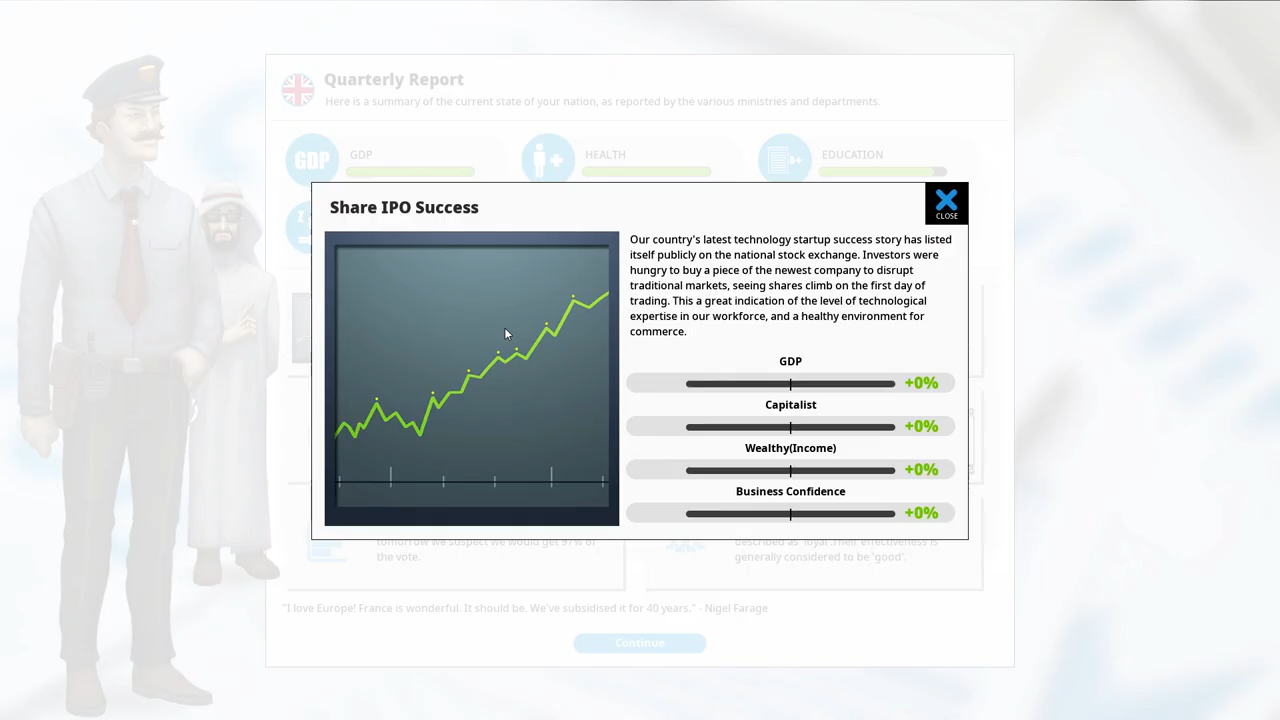 Quarterly Report
Here is a summary of the current state of your nation, as reported by the various ministries and departments.
GDP
GDP
HEALTH
EDUCATION
Share IPO Success
CLOSE
Our country's latest technology startup success story has listed
itself publicly on the national stock exchange. Investors were
hungry to buy a piece of the newest company to disrupt
traditional markets, seeing shares climb on the first day of
trading. This a great indication of the level of technological
expertise in our workforce, and a healthy environment for
commerce.
GDP
+0%
Capitalist
+0%
Wealthy(Income)
+0%
Business Confidence
+0%
tomorrow we suspect we would get 97% of
the vote.
described as 'loyal'.Their effectiveness is
generally considered to be 'good'.
"I love Europe! France is wonderful. It should be. We've subsidised it for 40 years." - Nigel Farage
Continue